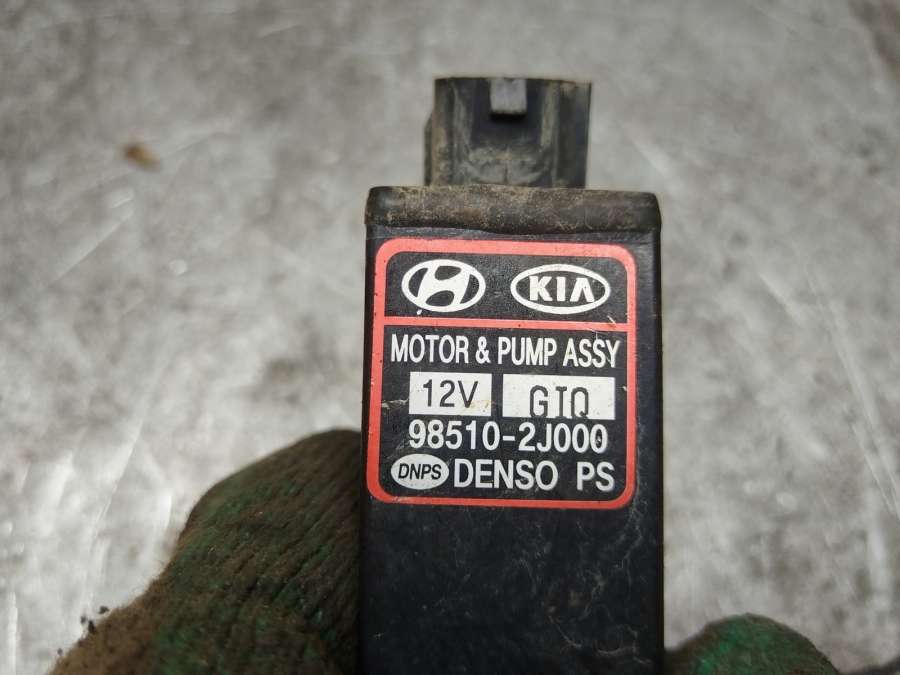 H KIA
MOTOR & PUMP ASSY
12V GTQ
98510-2J000
DNPS DENSO PS